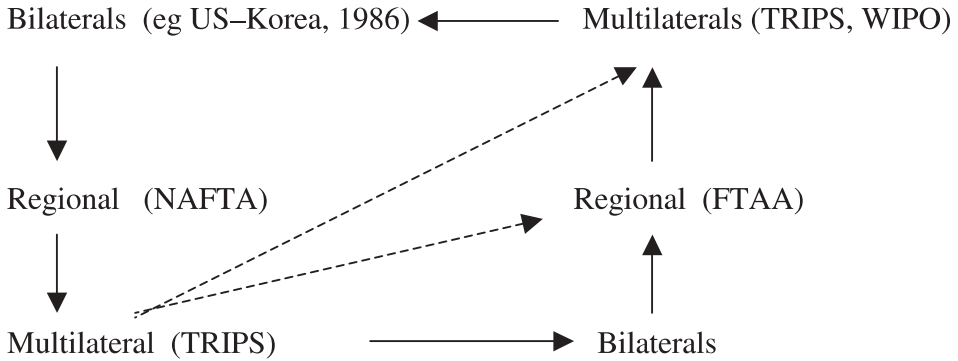 Bilaterals (eg US–Korea, 1986)
Multilaterals (TRIPS, WIPO)
Regional (NAFTA)
Regional (FTAA)
Multilateral (TRIPS)
Bilaterals